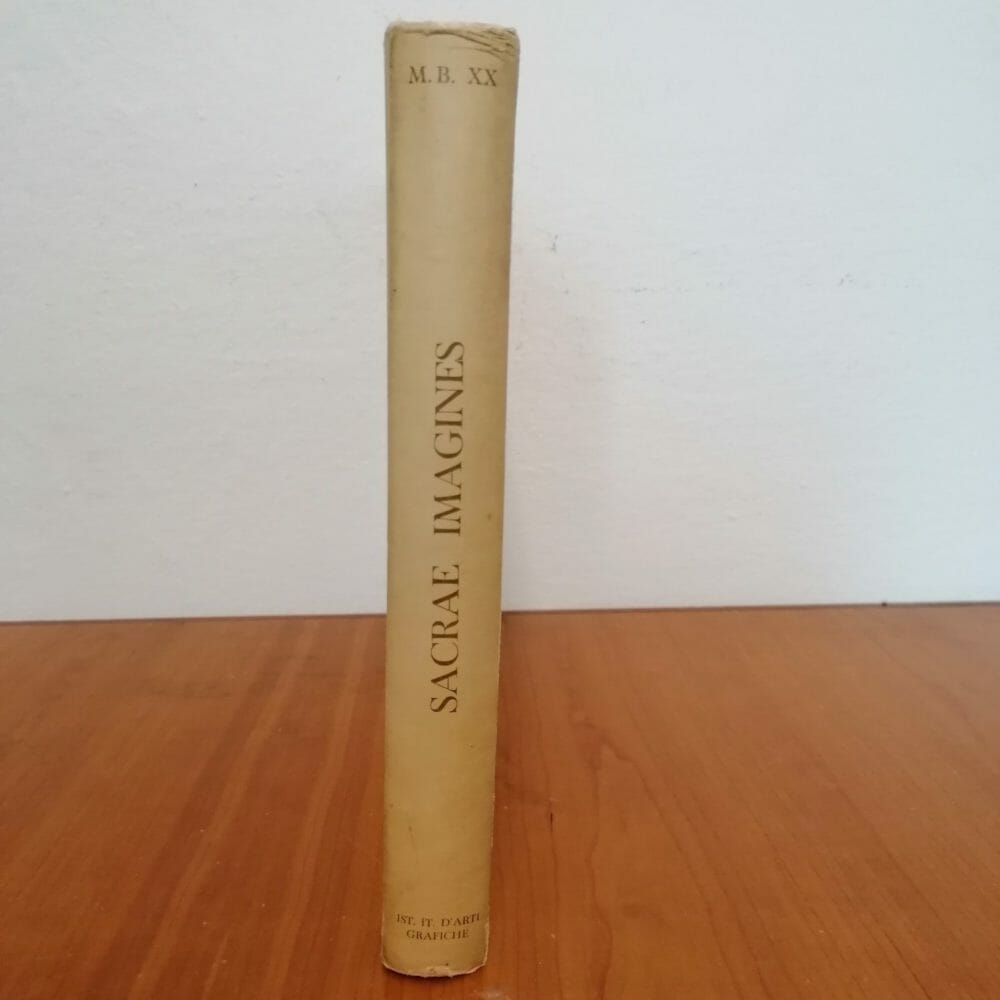 M. B. XX
SACRAE IMAGINES
IST. IT. D'ARTI
GRAFICHE